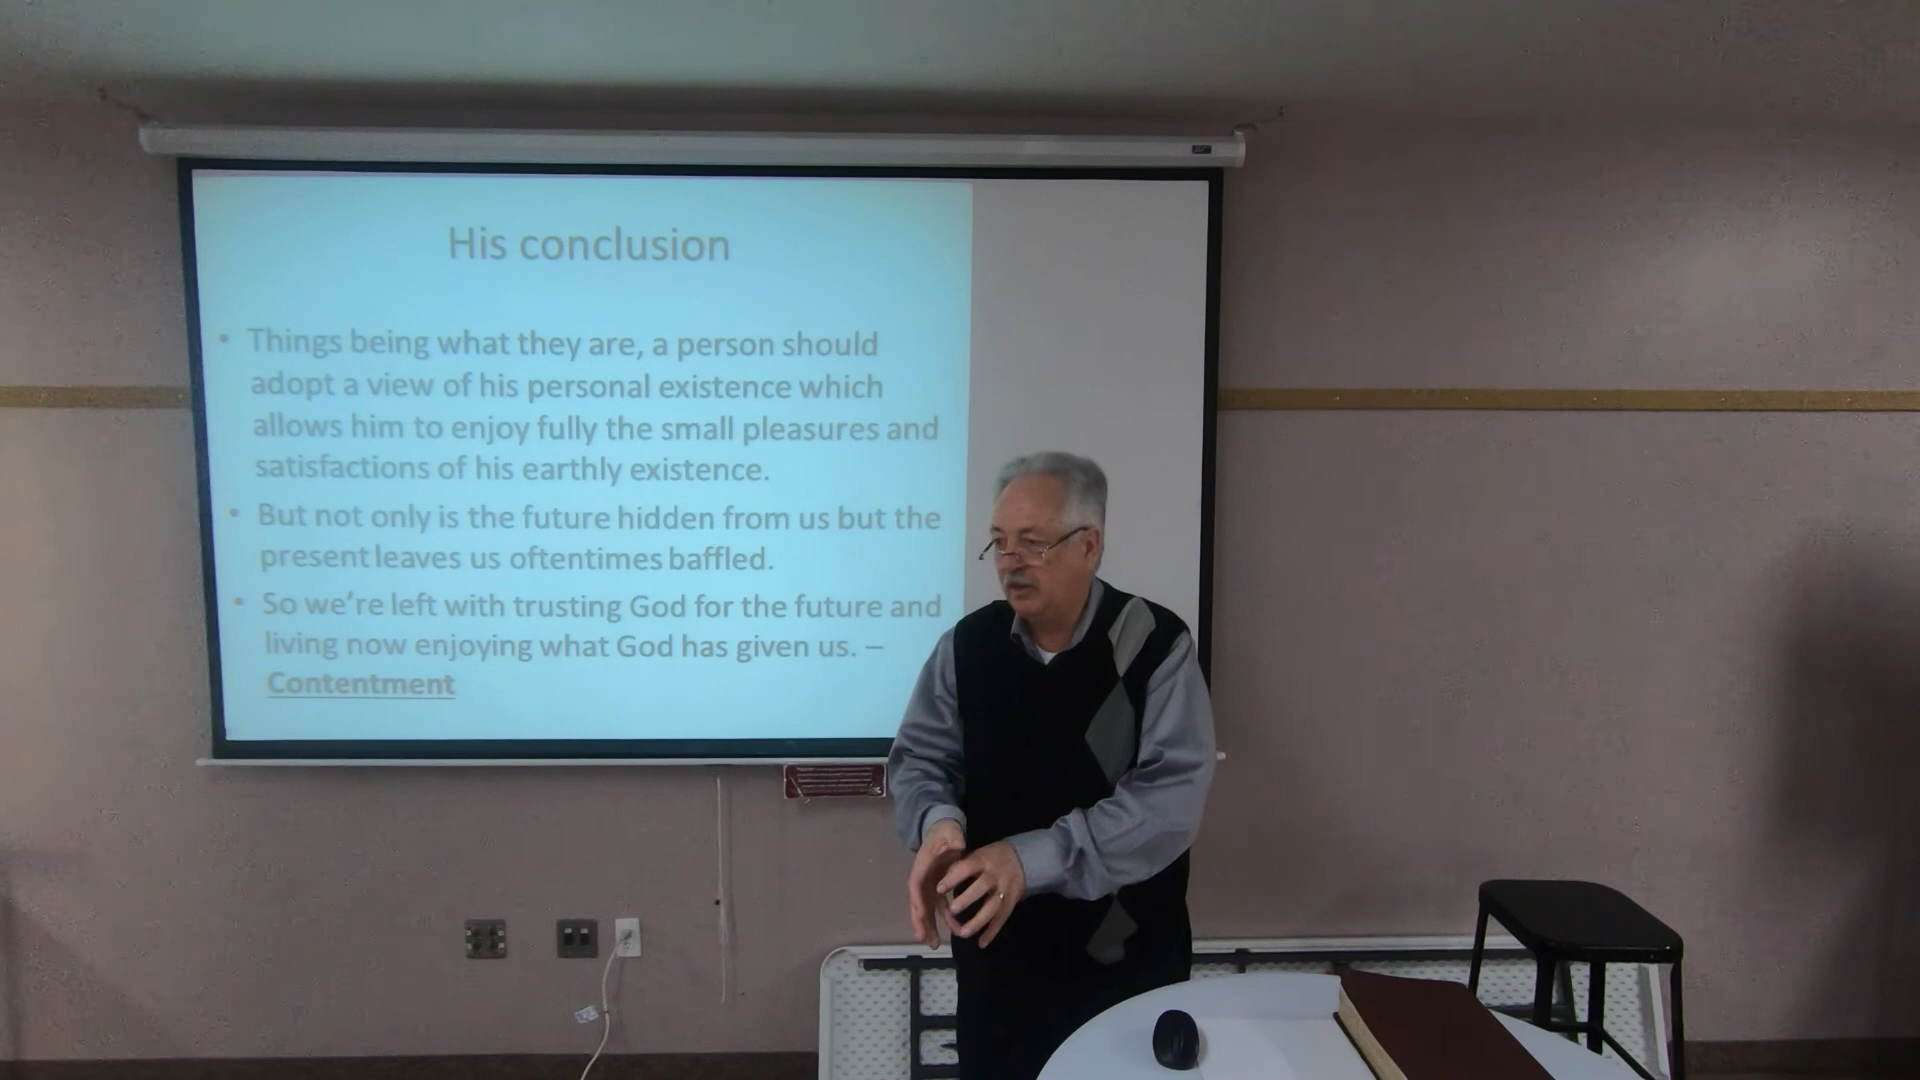 His conclusion
• Things being what they are, a person should
adopt a view of his personal existence which
allows him to enjoy fully the small pleasures and
satisfactions of his earthly existence.
• But not only is the future hidden from us but the
present leaves us oftentimes baffled.
• So we're left with trusting God for the future and
living now enjoying what God has given us. –
Contentment